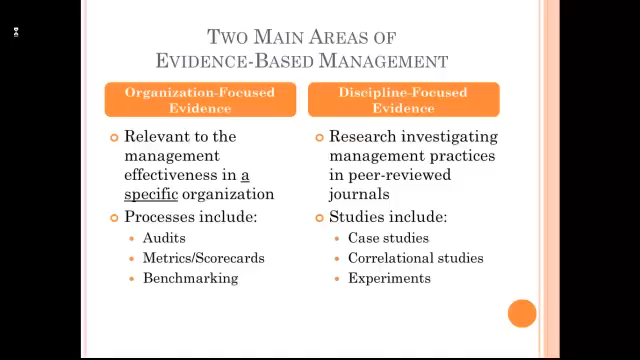 TWO MAIN AREAS OF
EVIDENCE-BASED MANAGEMENT
Organization-Focused
Evidence
Relevant to the
management
effectiveness in a
specific organization
Processes include:
Audits
Metrics/Scorecards
Benchmarking
Discipline-Focused
Evidence
Research investigating
management practices
in peer-reviewed
journals
Studies include:
Case studies
Correlational studies
Experiments